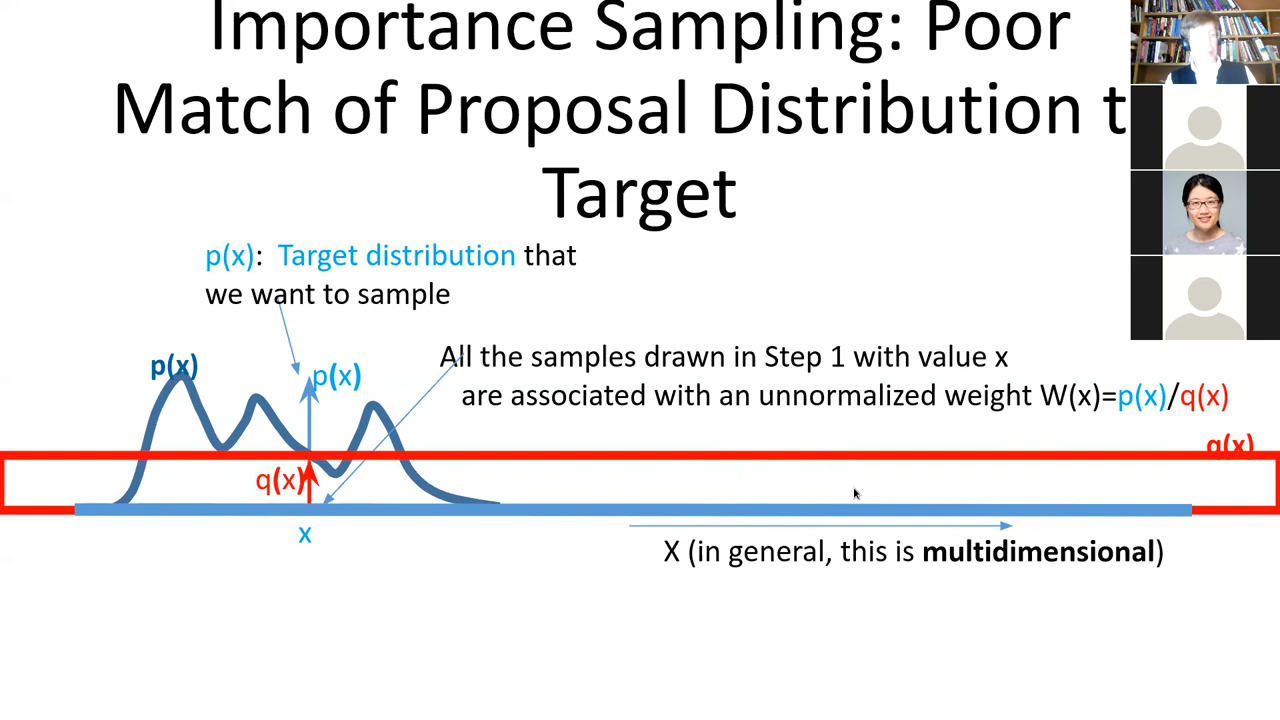 Importance Sampling: Poor
Match of Proposal Distribution t
Target
p(x): Target distribution that
we want to sample
All the samples drawn in Step 1 with value x
are associated with an unnormalized weight W(x)=p(x)/q(x)
p(x)
p(x)
q(x)
q(x)
x
X (in general, this is multidimensional)